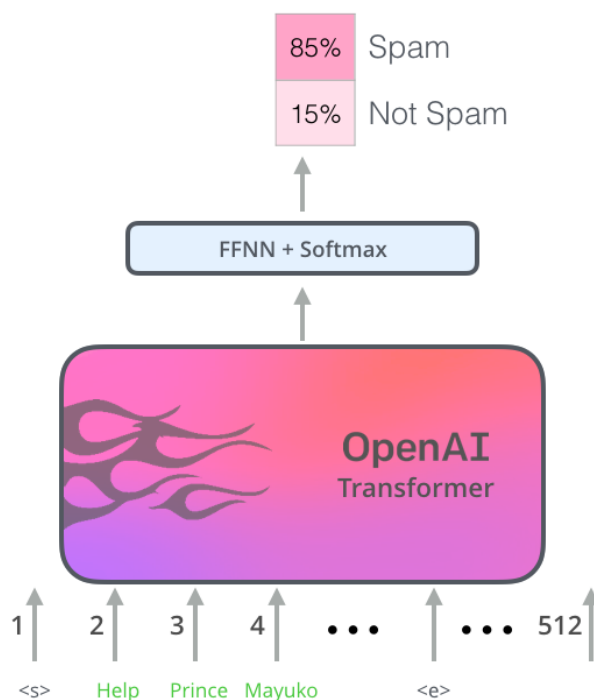 85% Spam
15% Not Spam
FFNN + Softmax
OpenAI
Transformer
1 2 3 4 ••• ••• 512
<s> Help Prince Mayuko <e>